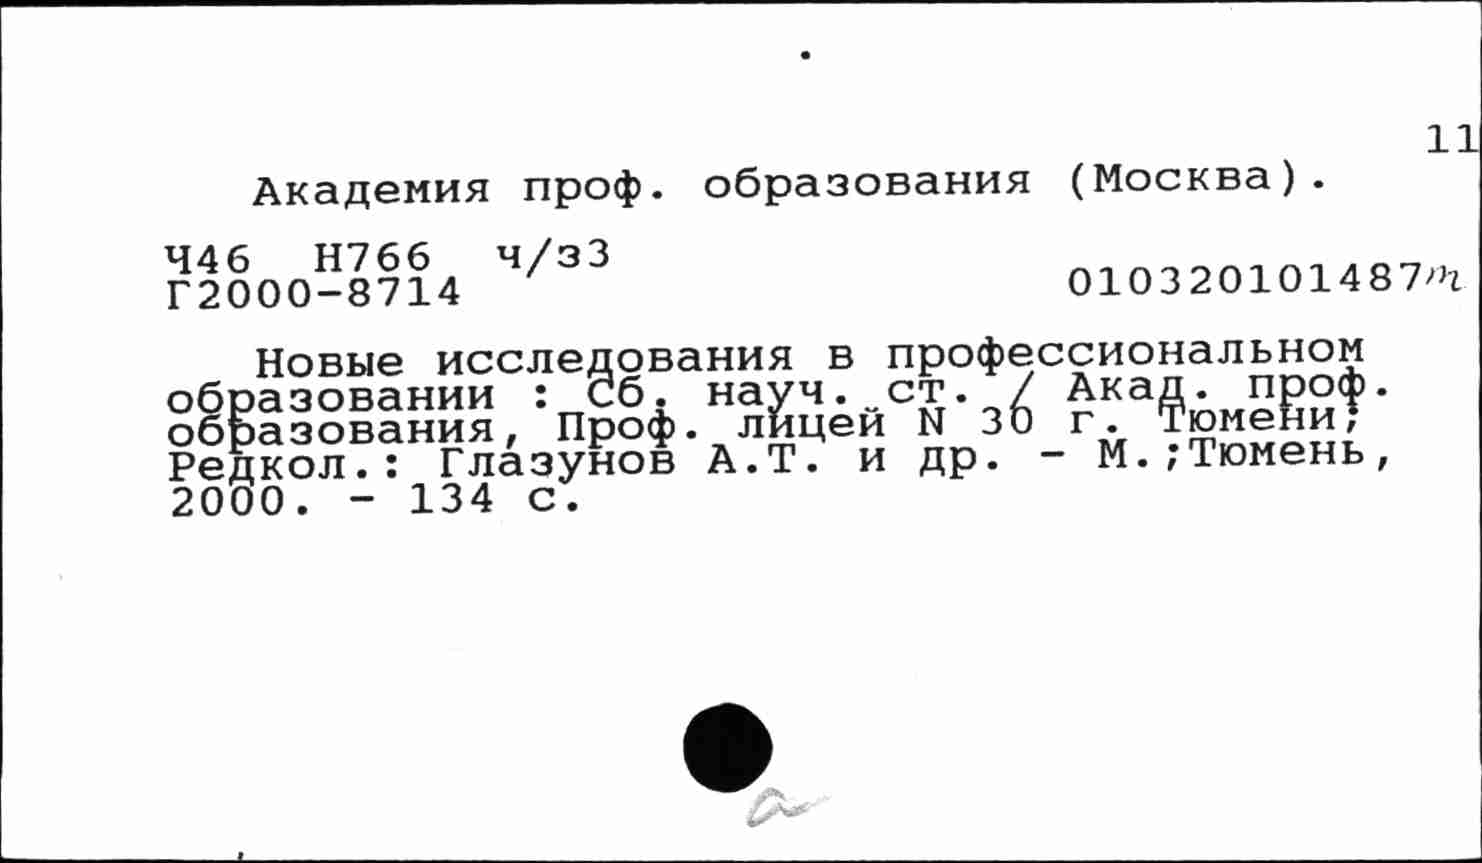 11
Академия проф. образования (Москва).
Ч46 Н766 ч/з3
Г2000-8714 010320101487т
Новые исследования в профессиональном
образовании : Сб. науч. ст. / Акад. проф.
образования, Проф. лицей N 30 г. Тюмени;
Редкол.: Глазунов А.Т. и др. - М.;Тюмень,
2000. - 134 с.